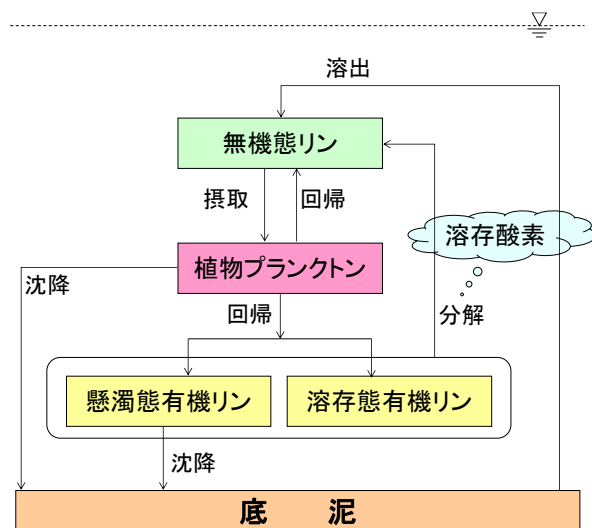 溶出
無機態リン
摂取
回帰
溶存酸素
植物プランクトン
沈降
回帰
分解
懸濁態有機リン
溶存態有機リン
沈降
底 泥